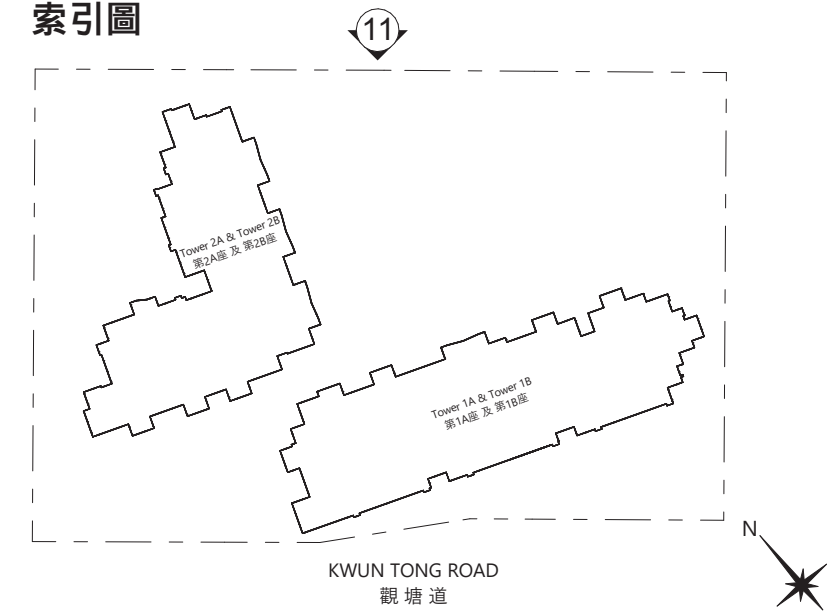 索引圖
11
Tower 2A & Tower 2B
第2A座 及 第2B座
Tower 1A & Tower 1B
第1A座 及 第1B座
N
KWUN TONG ROAD
觀塘道